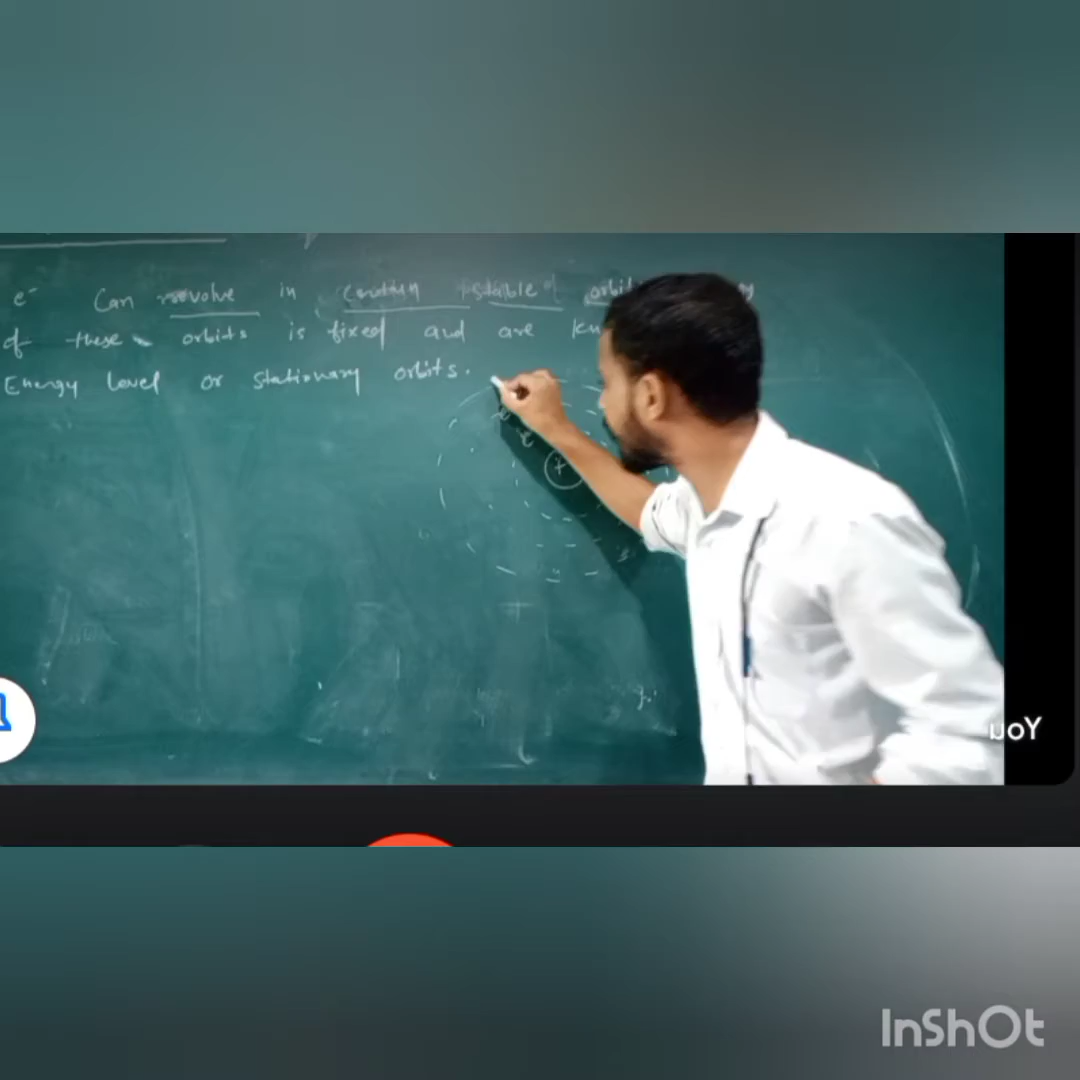 e⁻ Can revolve in certain stable orbit
of these orbits is fixed and are
Energy level or stationary orbits.
e
+
You
InShOt